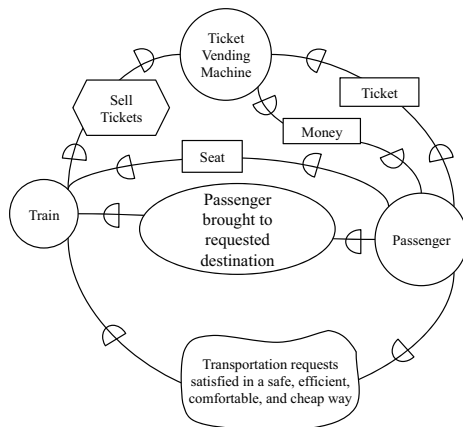 Ticket
Vending
Machine
Sell
Tickets
Ticket
Money
Seat
Train
Passenger
brought to
requested
destination
Passenger
Transportation requests
satisfied in a safe, efficient,
comfortable, and cheap way